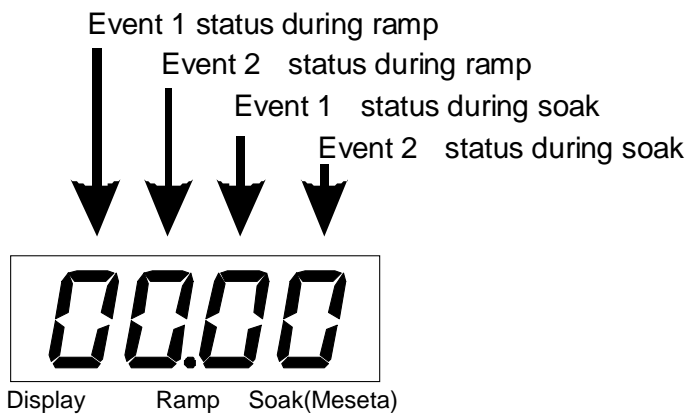 Event 1 status during ramp
Event 2 status during ramp
Event 1 status during soak
Event 2 status during soak
00.00
Display Ramp Soak(Meseta)